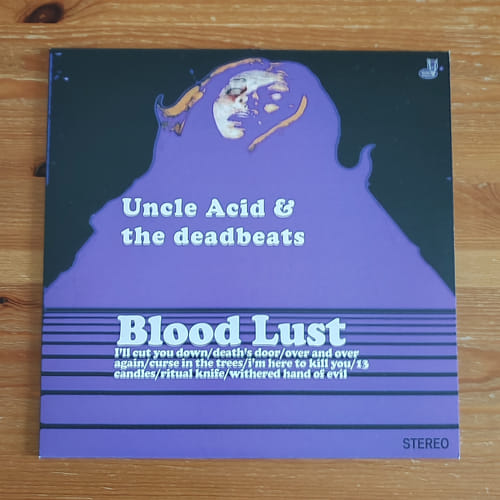 Uncle Acid &
the deadbeats
Blood Lust
I'll cut you down/death's door/over and over
again/curse in the trees/i'm here to kill you/13
candles/ritual knife/withered hand of evil
STEREO